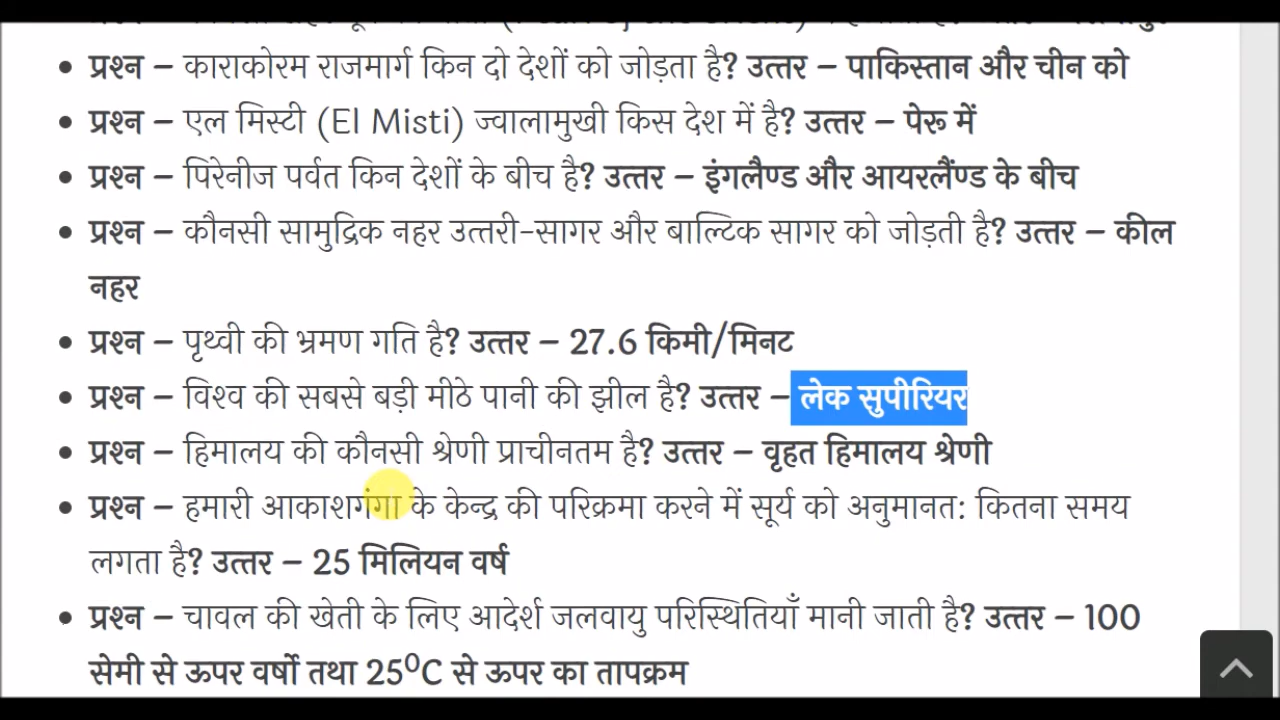 प्रश्न – काराकोरम राजमार्ग किन दो देशों को जोड़ता है? उत्तर – पाकिस्तान और चीन को
प्रश्न – एल मिस्टी (El Misti) ज्वालामुखी किस देश में है? उत्तर – पेरू में
प्रश्न – पिरेनीज पर्वत किन देशों के बीच है? उत्तर – इंगलैण्ड और आयरलैंण्ड के बीच
प्रश्न – कौनसी सामुद्रिक नहर उत्तरी-सागर और बाल्टिक सागर को जोड़ती है? उत्तर – कील
नहर
प्रश्न – पृथ्वी की भ्रमण गति है? उत्तर – 27.6 किमी/मिनट
प्रश्न – विश्व की सबसे बड़ी मीठे पानी की झील है? उत्तर – लेक सुपीरियर
प्रश्न – हिमालय की कौनसी श्रेणी प्राचीनतम है? उत्तर – वृहत हिमालय श्रेणी
प्रश्न – हमारी आकाशगंगा के केन्द्र की परिक्रमा करने में सूर्य को अनुमानत: कितना समय
लगता है? उत्तर – 25 मिलियन वर्ष
प्रश्न – चावल की खेती के लिए आदेर्श जलवायु परिस्थितियाँ मानी जाती है? उत्तर – 100
सेमी से ऊपर वर्षो तथा 25⁰C से ऊपर का तापक्रम